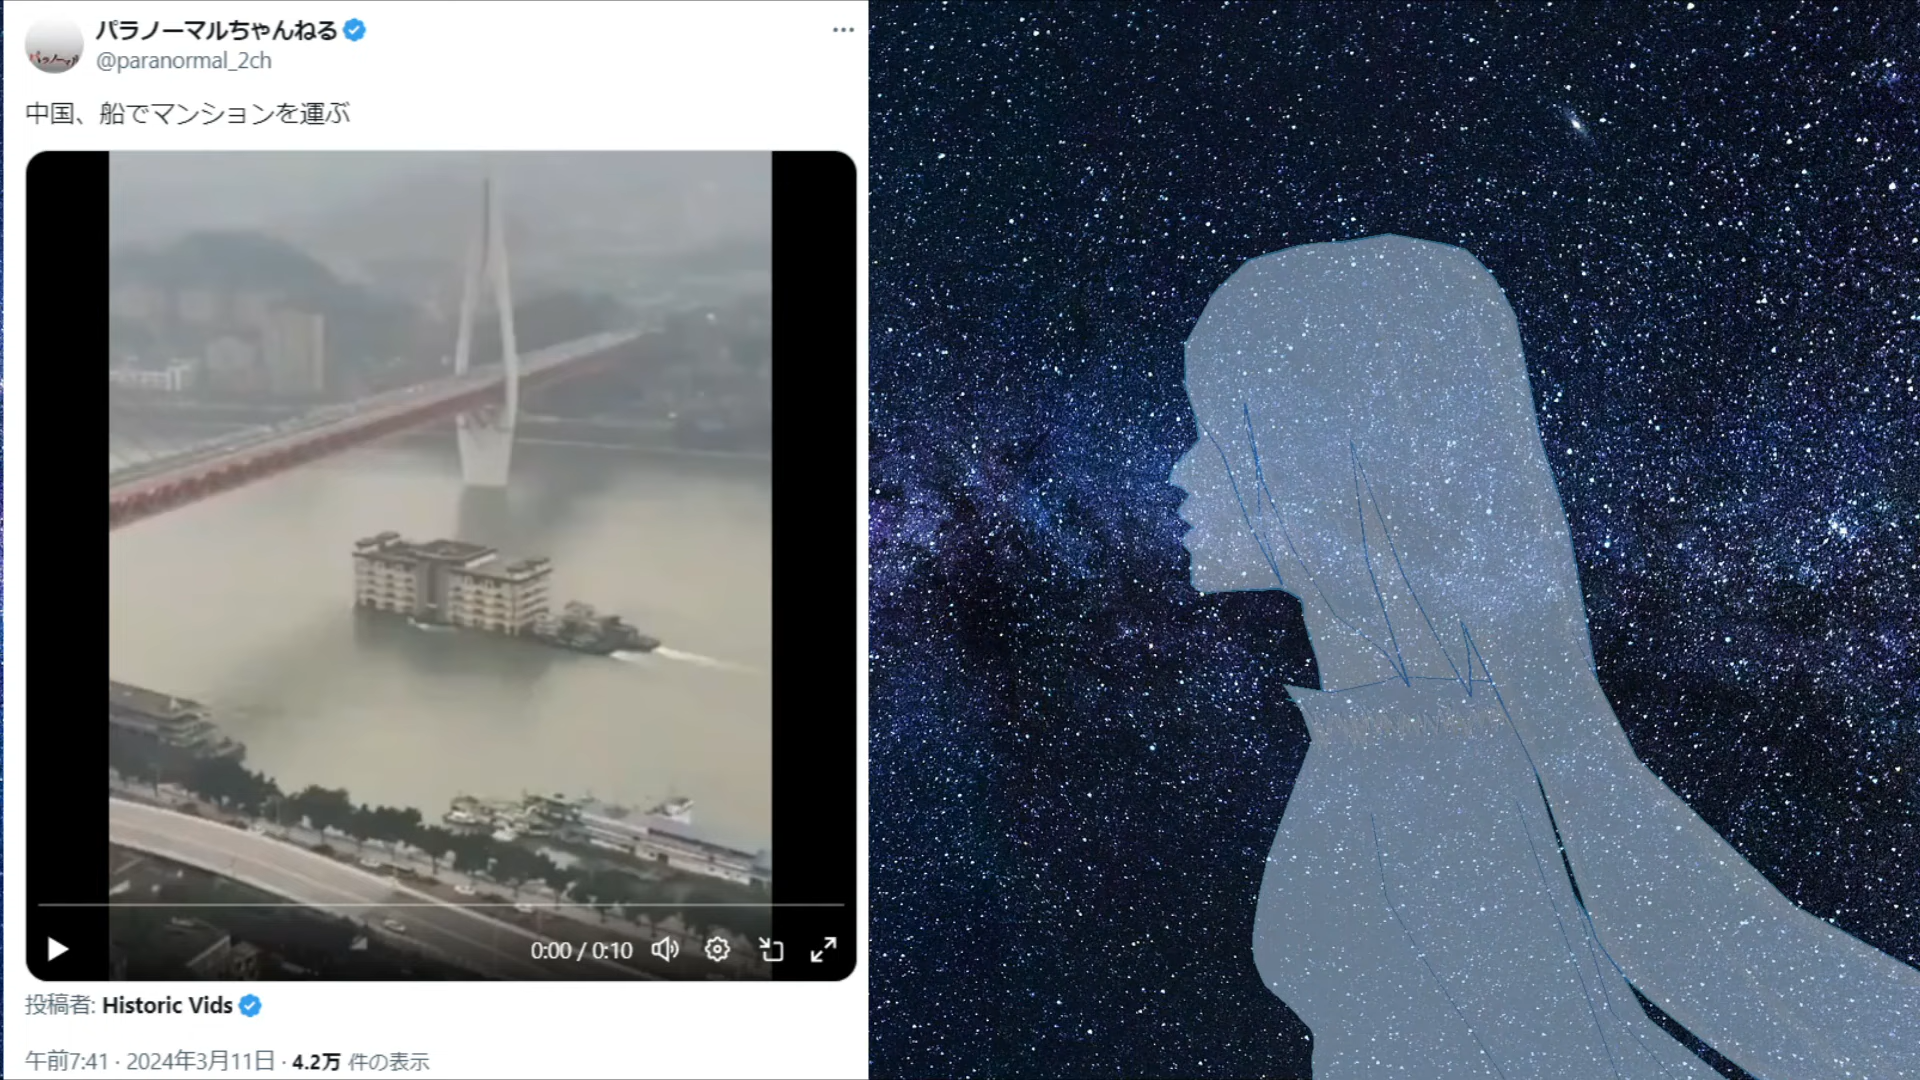 パラノーマルちゃんねる
@paranormal_2ch
中国、船でマンションを運ぶ
0:00 / 0:10
投稿者: Historic Vids
午前7:41 · 2024年3月11日 · 4.2万 件の表示